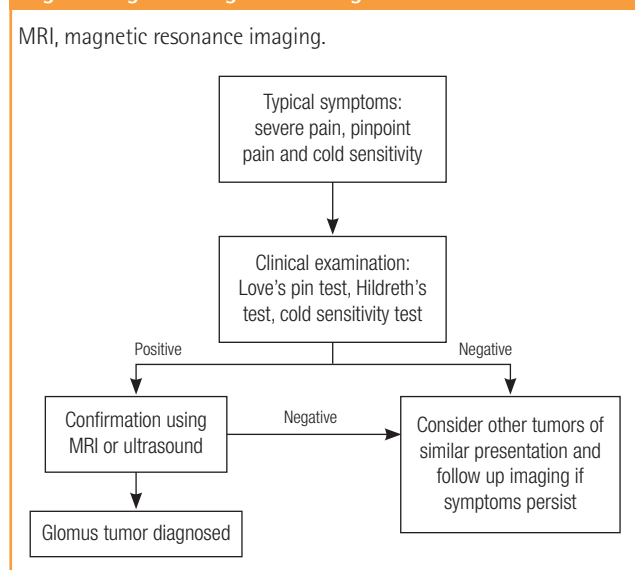 MRI, magnetic resonance imaging.
Typical symptoms:
severe pain, pinpoint
pain and cold sensitivity
Clinical examination:
Love's pin test, Hildreth's
test, cold sensitivity test
Positive
Negative
Confirmation using
MRI or ultrasound
Negative
Consider other tumors of
similar presentation and
follow up imaging if
symptoms persist
Glomus tumor diagnosed